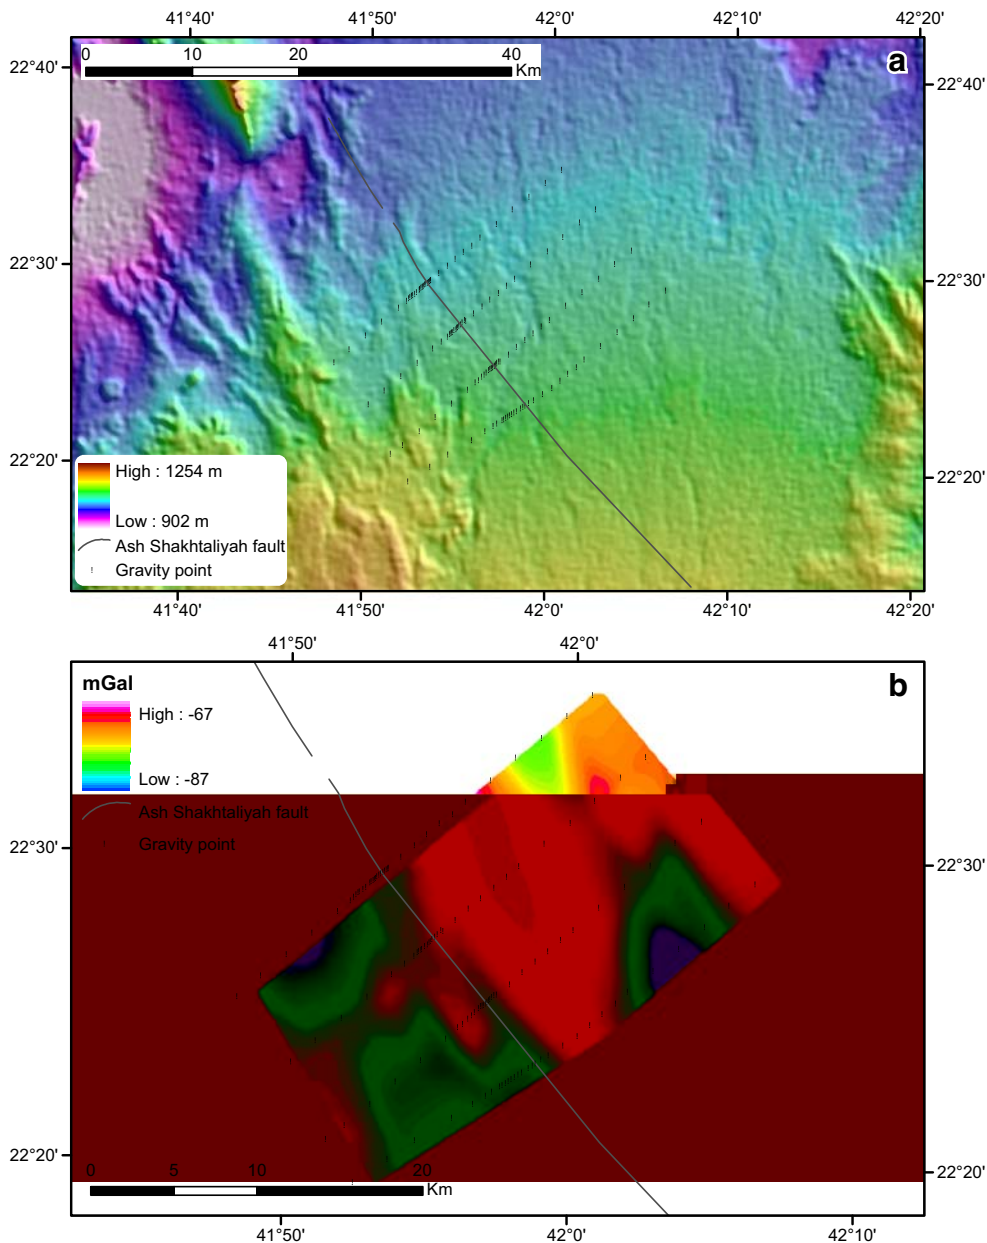 41°40' 41°50' 42°0' 42°10' 42°20'
0 10 20 40
Km
a
22°40' 22°40'
22°30' 22°30'
22°20' 22°20'
High : 1254 m
Low : 902 m
Ash Shakhtaliyah fault
Gravity point
41°40' 41°50' 42°0' 42°10' 42°20'
41°50' 42°0'
mGal
b
High : -67
Low : -87
Ash Shakhtaliyah fault
Gravity point
22°30' 22°30'
22°20' 22°20'
0 5 10 20
Km
41°50' 42°0' 42°10'